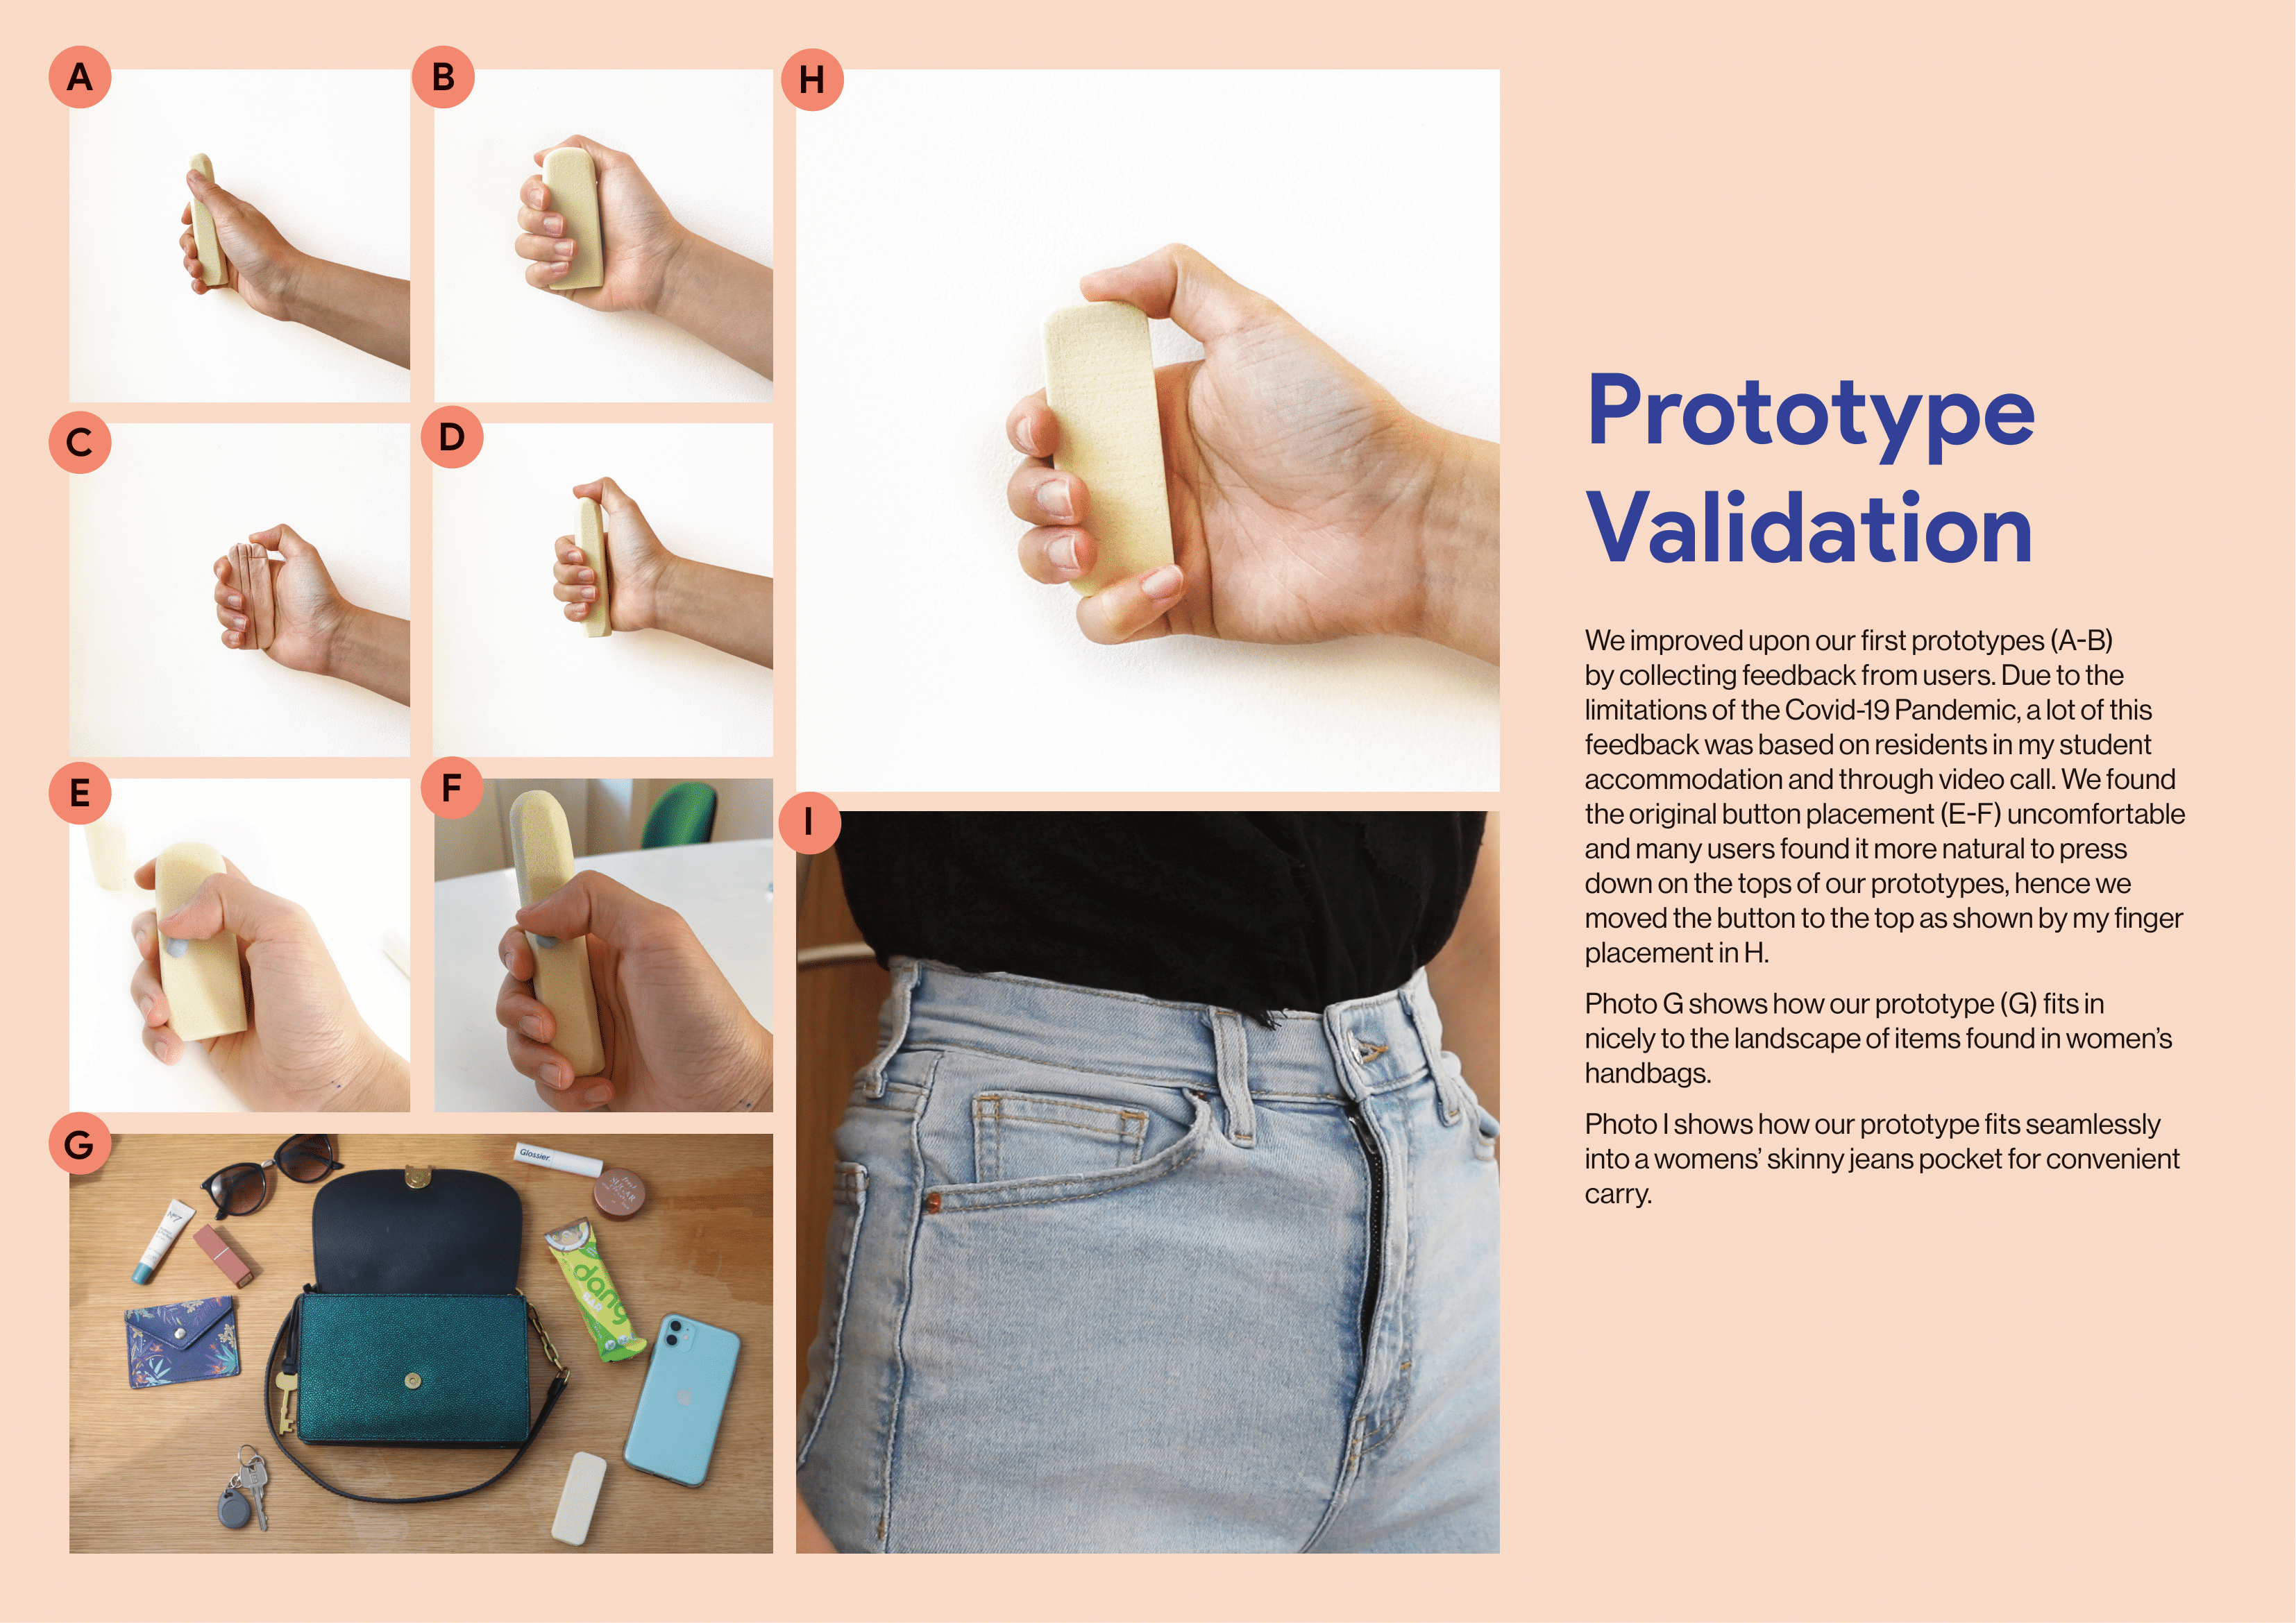 A
B
H
C
D
E
F
I
G
Glossier.
SUGAR
No7
dang
BAR
Prototype
Validation
We improved upon our first prototypes (A-B)
by collecting feedback from users. Due to the
limitations of the Covid-19 Pandemic, a lot of this
feedback was based on residents in my student
accommodation and through video call. We found
the original button placement (E-F) uncomfortable
and many users found it more natural to press
down on the tops of our prototypes, hence we
moved the button to the top as shown by my finger
placement in H.
Photo G shows how our prototype (G) fits in
nicely to the landscape of items found in women’s
handbags.
Photo I shows how our prototype fits seamlessly
into a womens’ skinny jeans pocket for convenient
carry.